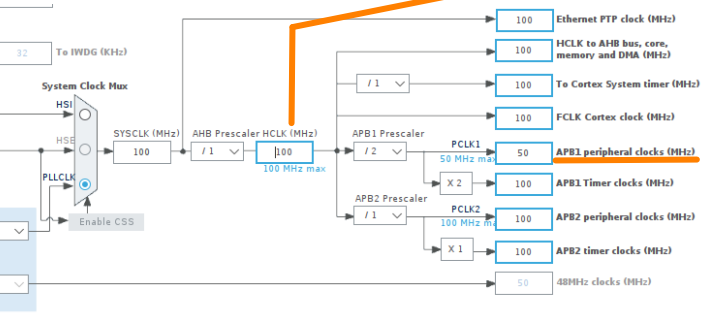 100 Ethernet PTP clock (MHz)
32 To IWDG (KHz)
100 HCLK to AHB bus, core,
memory and DMA (MHz)
System Clock Mux
/ 1 100 To Cortex System timer (MHz)
HSI
100 FCLK Cortex clock (MHz)
SYSCLK (MHz) AHB Prescaler HCLK (MHz) APB1 Prescaler
HSE PCLK1
100 / 1 100 / 2 50 APB1 peripheral clocks (MHz)
100 MHz max 50 MHz max
PLLCLK X 2 100 APB1 Timer clocks (MHz)
APB2 Prescaler
PCLK2
Enable CSS / 1 100 MHz max 100 APB2 peripheral clocks (MHz)
X 1 100 APB2 timer clocks (MHz)
50 48MHz clocks (MHz)